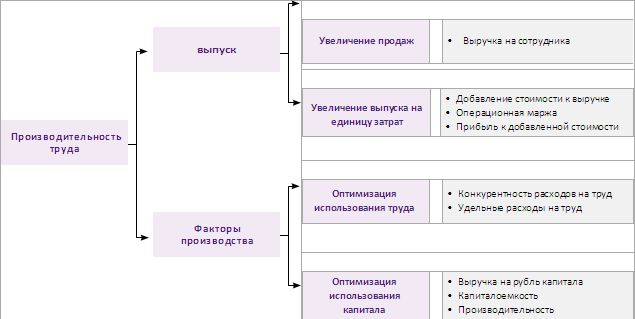 Производительность
труда
выпуск
Увеличение продаж
• Выручка на сотрудника
Увеличение выпуска на
единицу затрат
• Добавление стоимости к выручке
• Операционная маржа
• Прибыль к добавленной стоимости
Факторы
производства
Оптимизация
использования труда
• Конкурентность расходов на труд
• Удельные расходы на труд
Оптимизация
использования
капитала
• Выручка на рубль капитала
• Капиталоемкость
• Производительность